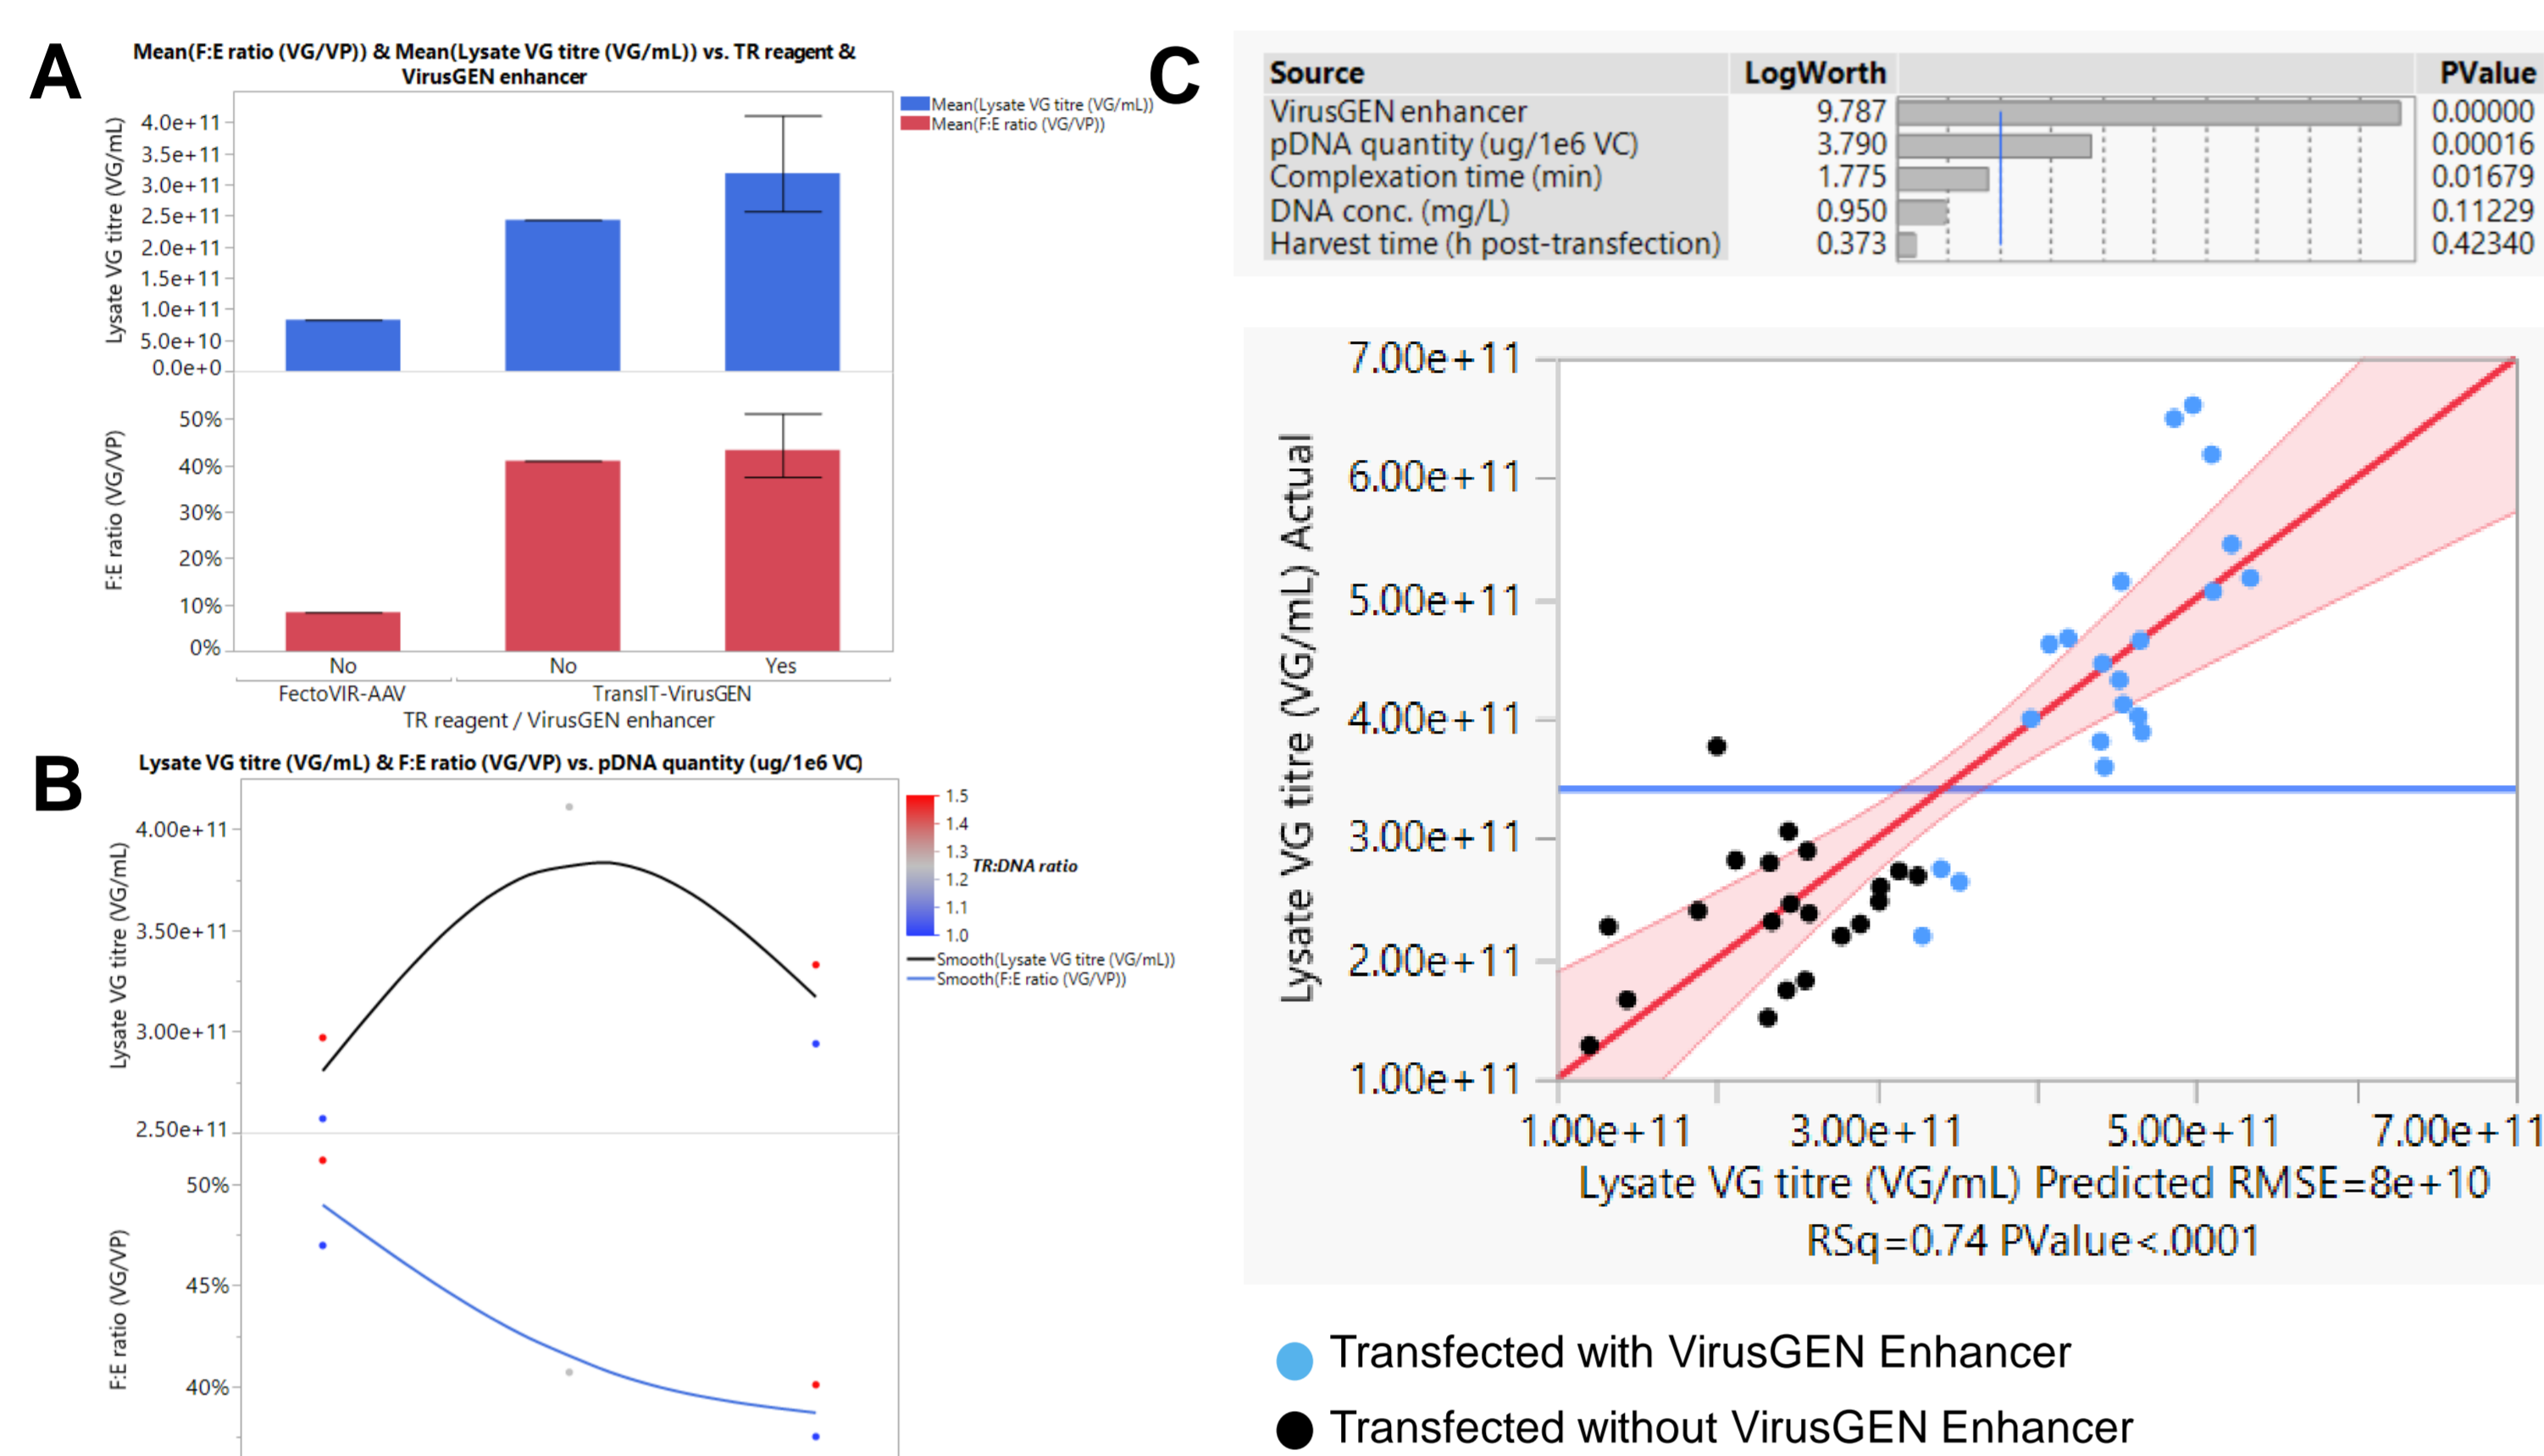 A
Mean(F:E ratio (VG/VP)) & Mean(Lysate VG titre (VG/mL)) vs. TR reagent &
VirusGEN enhancer
Lysate VG titre (VG/mL)
4.0e+11
3.5e+11
3.0e+11
2.5e+11
2.0e+11
1.5e+11
1.0e+11
5.0e+10
0.0e+0
Mean(Lysate VG titre (VG/mL))
Mean(F:E ratio (VG/VP))
F:E ratio (VG/VP)
50%
40%
30%
20%
10%
0%
No
No
Yes
FectoVIR-AAV
TransIT-VirusGEN
TR reagent / VirusGEN enhancer
B
Lysate VG titre (VG/mL) & F:E ratio (VG/VP) vs. pDNA quantity (ug/1e6 VC)
Lysate VG titre (VG/mL)
4.00e+11
3.50e+11
3.00e+11
2.50e+11
1.5
1.4
1.3
1.2
1.1
1.0
TR:DNA ratio
Smooth(Lysate VG titre (VG/mL))
Smooth(F:E ratio (VG/VP))
F:E ratio (VG/VP)
50%
45%
40%
C
Source LogWorth PValue
VirusGEN enhancer 9.787 0.00000
pDNA quantity (ug/1e6 VC) 3.790 0.00016
Complexation time (min) 1.775 0.01679
DNA conc. (mg/L) 0.950 0.11229
Harvest time (h post-transfection) 0.373 0.42340
Lysate VG titre (VG/mL) Actual
7.00e+11
6.00e+11
5.00e+11
4.00e+11
3.00e+11
2.00e+11
1.00e+11
1.00e+11 3.00e+11 5.00e+11 7.00e+11
Lysate VG titre (VG/mL) Predicted RMSE=8e+10
RSq=0.74 PValue<.0001
Transfected with VirusGEN Enhancer
Transfected without VirusGEN Enhancer